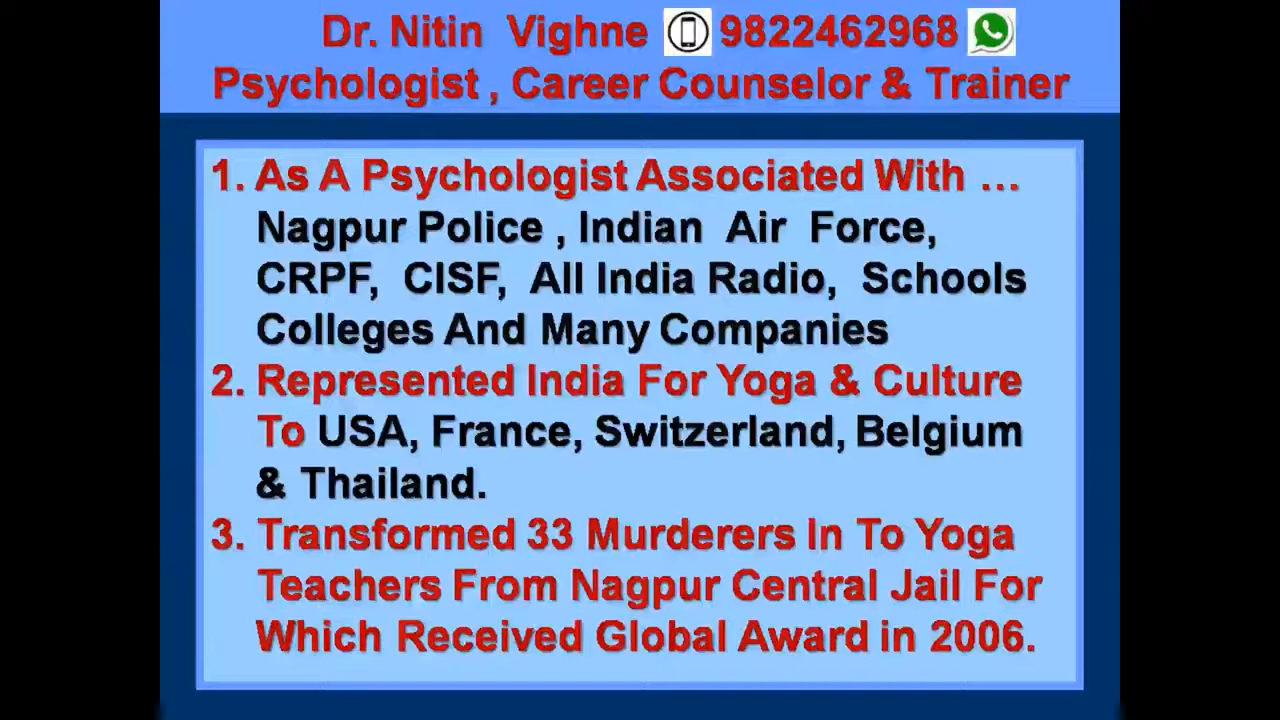 Dr. Nitin Vighne 9822462968
Psychologist , Career Counselor & Trainer
1. As A Psychologist Associated With ...
Nagpur Police , Indian Air Force,
CRPF, CISF, All India Radio, Schools
Colleges And Many Companies
2. Represented India For Yoga & Culture
To USA, France, Switzerland, Belgium
& Thailand.
3. Transformed 33 Murderers In To Yoga
Teachers From Nagpur Central Jail For
Which Received Global Award in 2006.